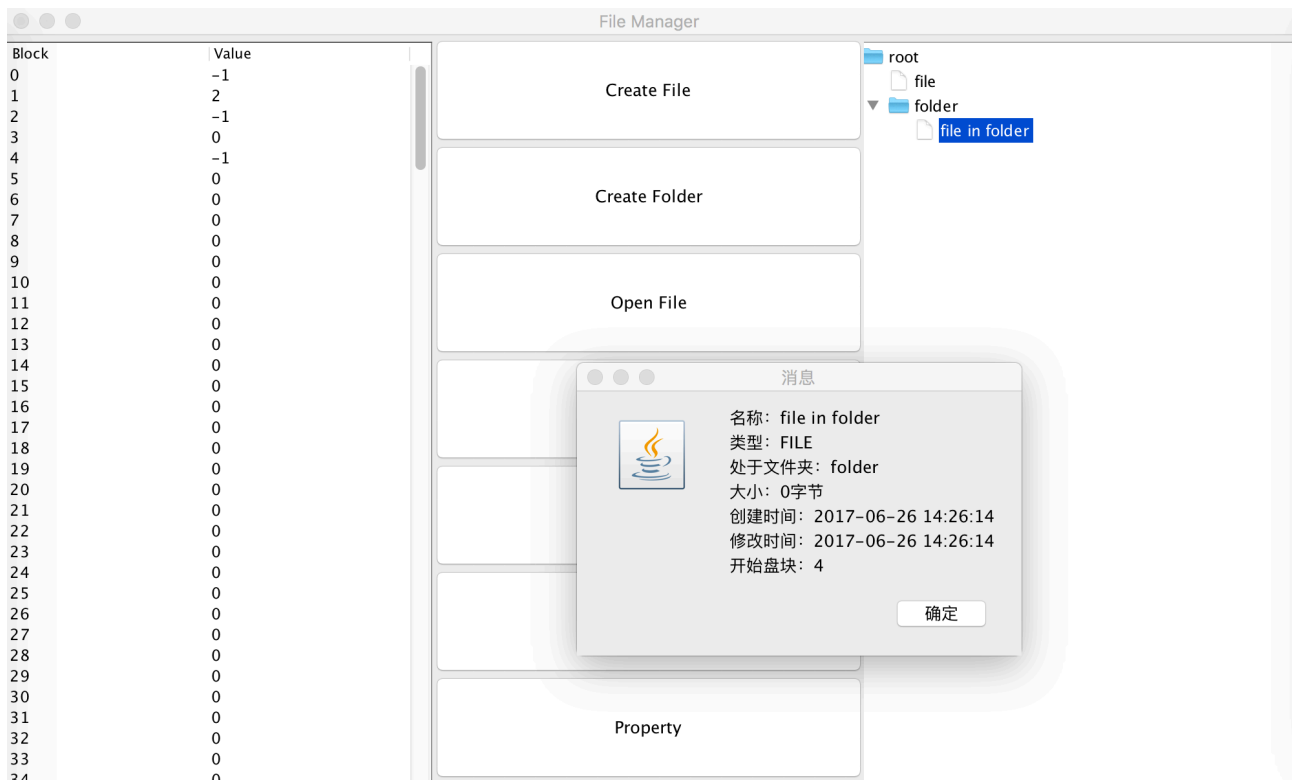 File Manager
Block Value
0 -1
1 2
2 -1
3 0
4 -1
5 0
6 0
7 0
8 0
9 0
10 0
11 0
12 0
13 0
14 0
15 0
16 0
17 0
18 0
19 0
20 0
21 0
22 0
23 0
24 0
25 0
26 0
27 0
28 0
29 0
30 0
31 0
32 0
33 0
34 0
Create File
Create Folder
Open File
Property
root
file
folder
file in folder
消息
名称：file in folder
类型：FILE
处于文件夹：folder
大小：0字节
创建时间：2017-06-26 14:26:14
修改时间：2017-06-26 14:26:14
开始盘块：4
确定